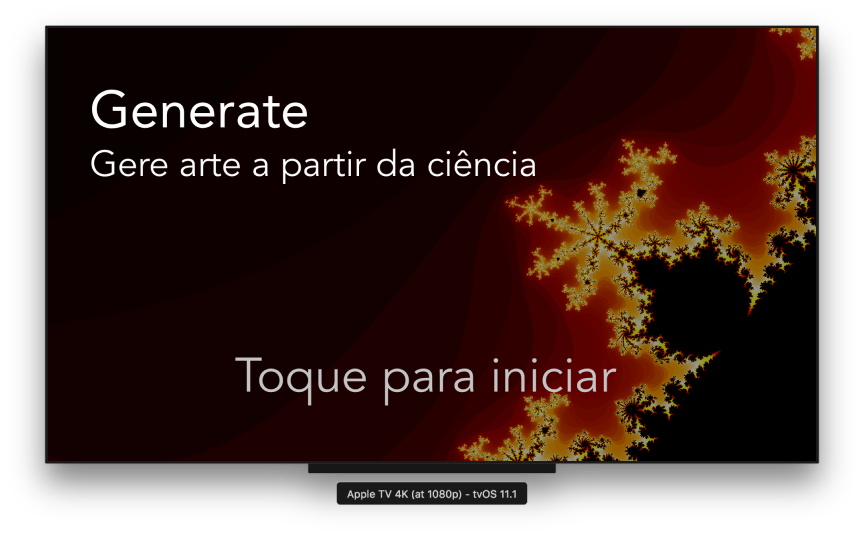 Generate
Gere arte a partir da ciência
Toque para iniciar
Apple TV 4K (at 1080p) - tvOS 11.1